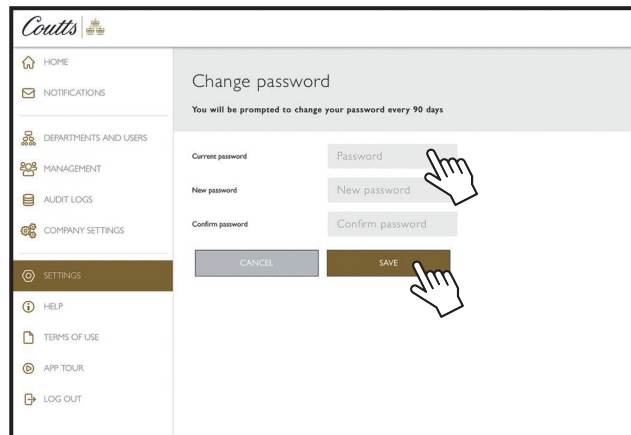 Coutts
HOME
NOTIFICATIONS
DEPARTMENTS AND USERS
MANAGEMENT
AUDIT LOGS
COMPANY SETTINGS
SETTINGS
HELP
TERMS OF USE
APP TOUR
LOG OUT
Change password
You will be prompted to change your password every 90 days
Current password
Password
New password
New password
Confirm password
Confirm password
CANCEL
SAVE